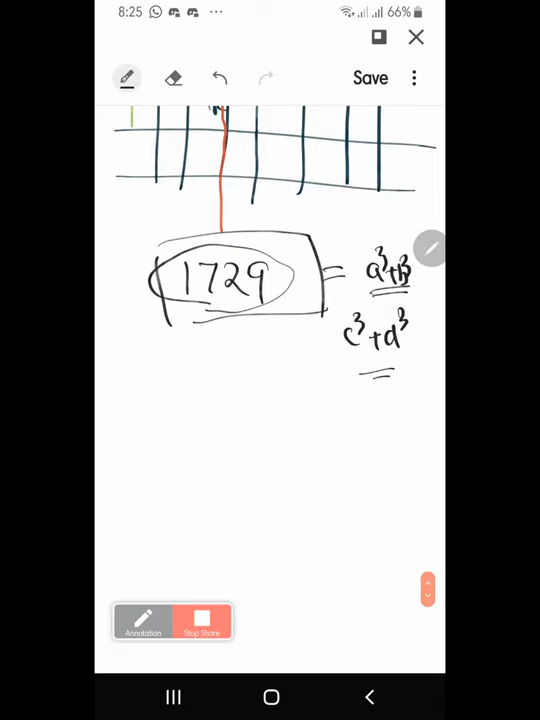 8:25 66%
Save
1729 = a³+b³
c³+d³
Annotation Stop Share